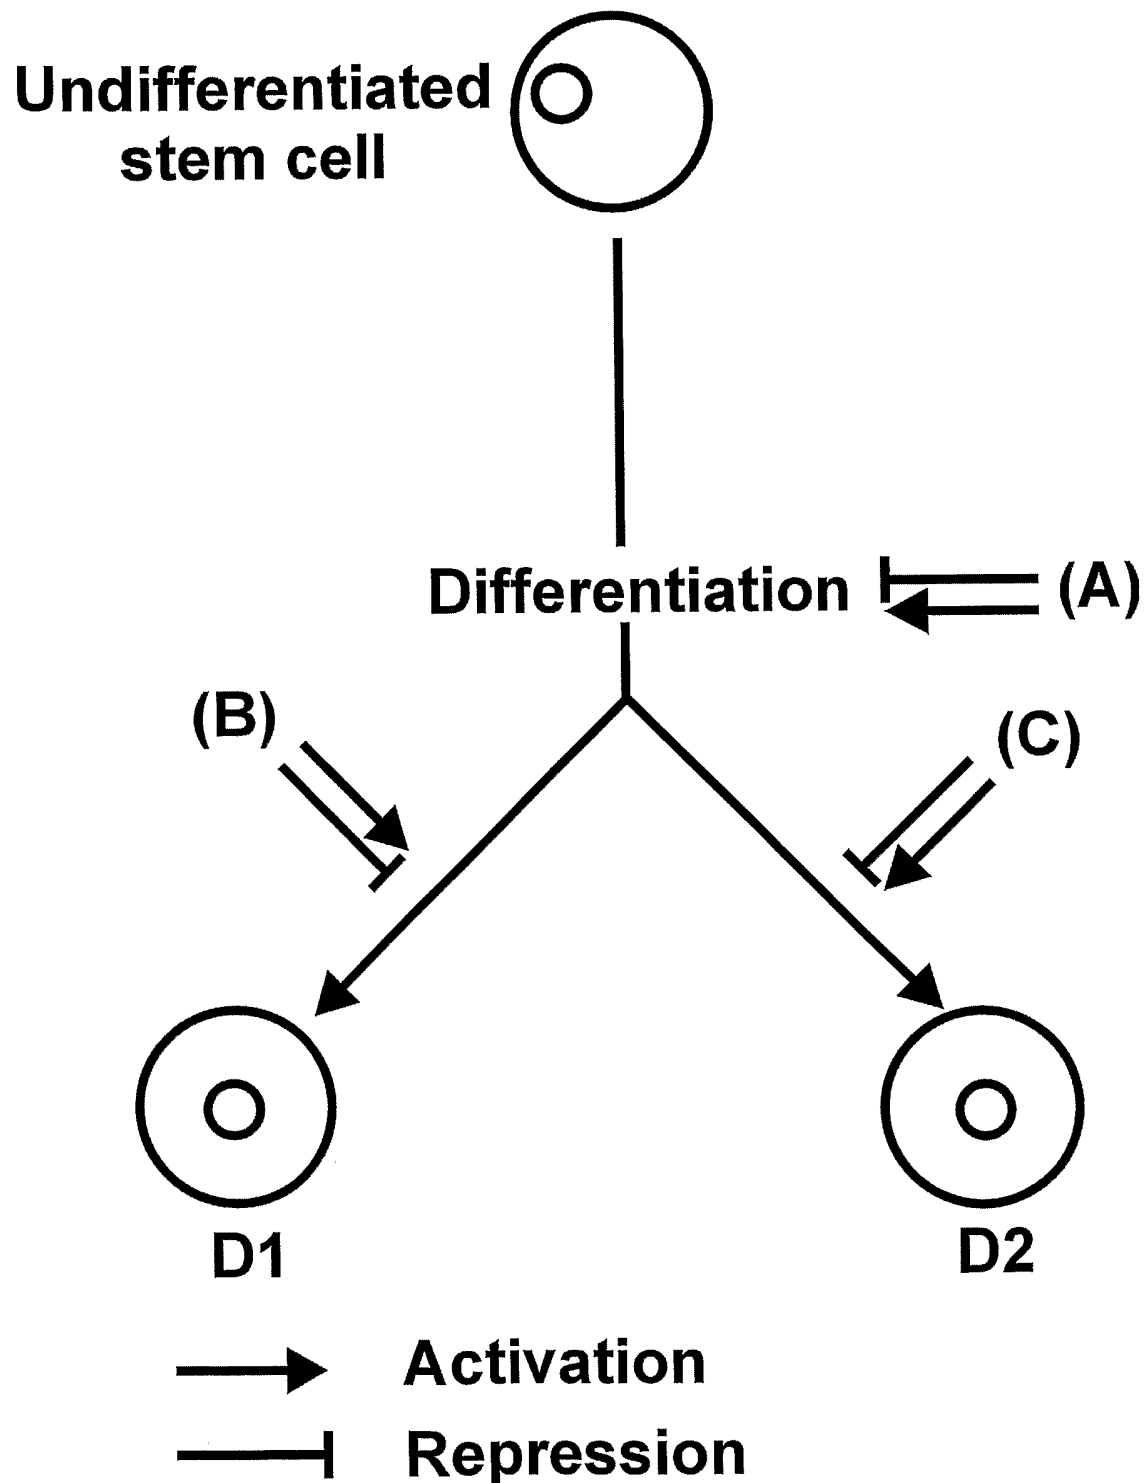 Undifferentiated
stem cell
Differentiation
(A)
(B)
(C)
D1
D2
Activation
Repression